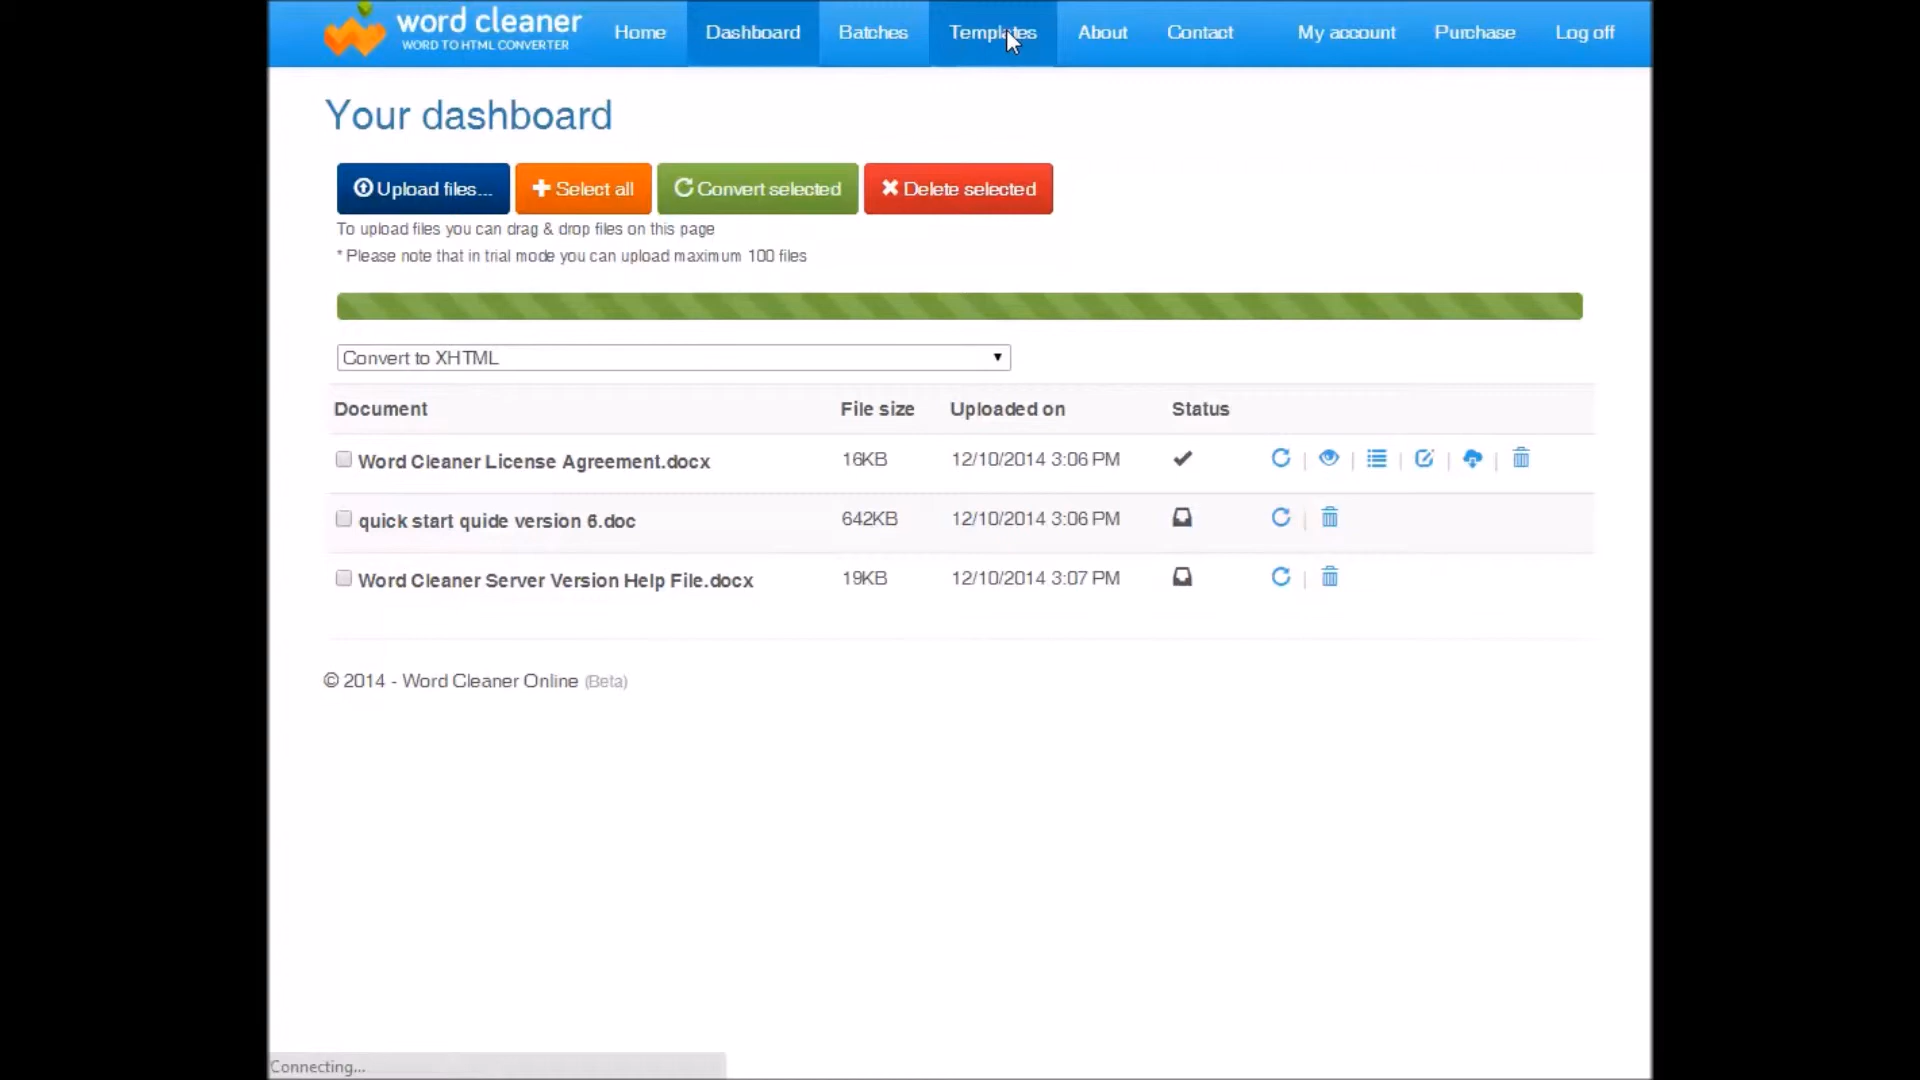 word cleaner
WORD TO HTML CONVERTER
Home Dashboard Batches Templates About Contact My account Purchase Log off
Your dashboard
Upload files... Select all Convert selected Delete selected
To upload files you can drag & drop files on this page
* Please note that in trial mode you can upload maximum 100 files
Convert to XHTML
Document File size Uploaded on Status
Word Cleaner License Agreement.docx 16KB 12/10/2014 3:06 PM
quick start quide version 6.doc 642KB 12/10/2014 3:06 PM
Word Cleaner Server Version Help File.docx 19KB 12/10/2014 3:07 PM
© 2014 - Word Cleaner Online (Beta)
Connecting...